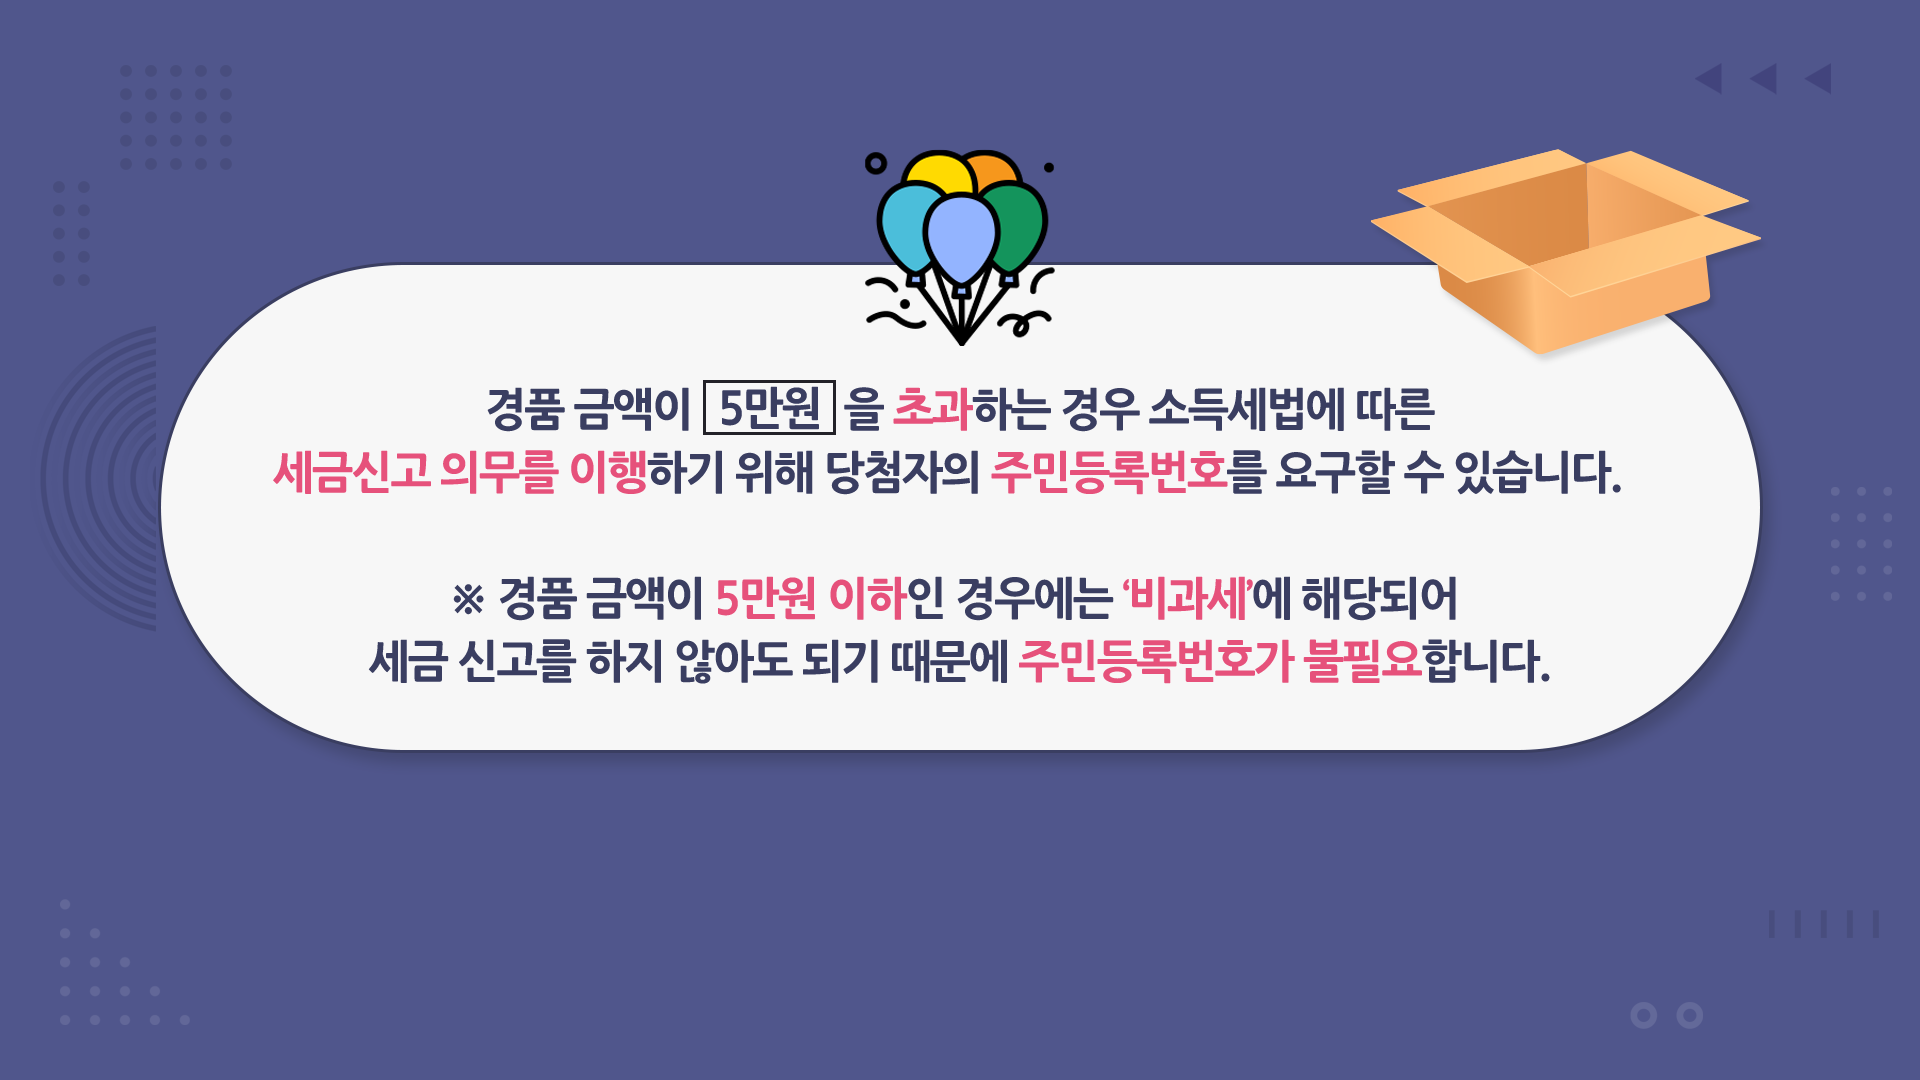 경품 금액이 5만원 을 초과하는 경우 소득세법에 따른
세금신고 의무를 이행하기 위해 당첨자의 주민등록번호를 요구할 수 있습니다.
※ 경품 금액이 5만원 이하인 경우에는 ‘비과세’에 해당되어
세금 신고를 하지 않아도 되기 때문에 주민등록번호가 불필요합니다.